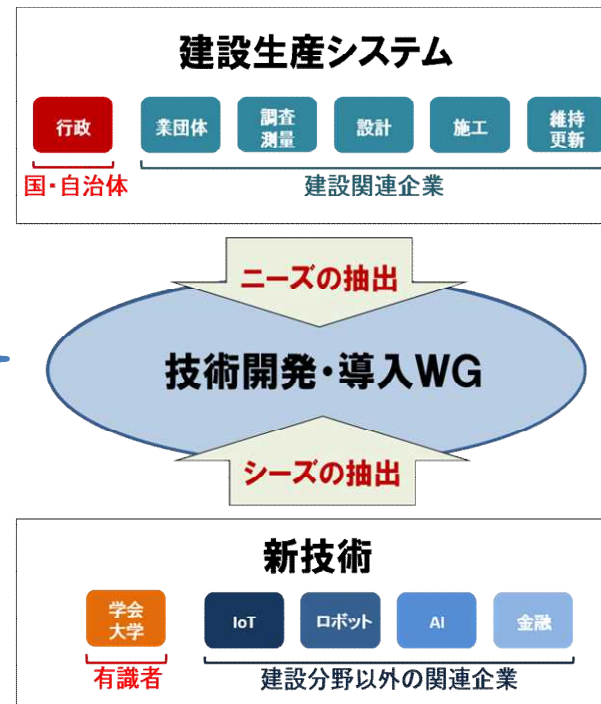 建設生産システム
行政
業団体
調査
測量
設計
施工
維持
更新
国・自治体
建設関連企業
ニーズの抽出
技術開発・導入WG
シーズの抽出
新技術
学会
大学
IoT
ロボット
AI
金融
有識者
建設分野以外の関連企業